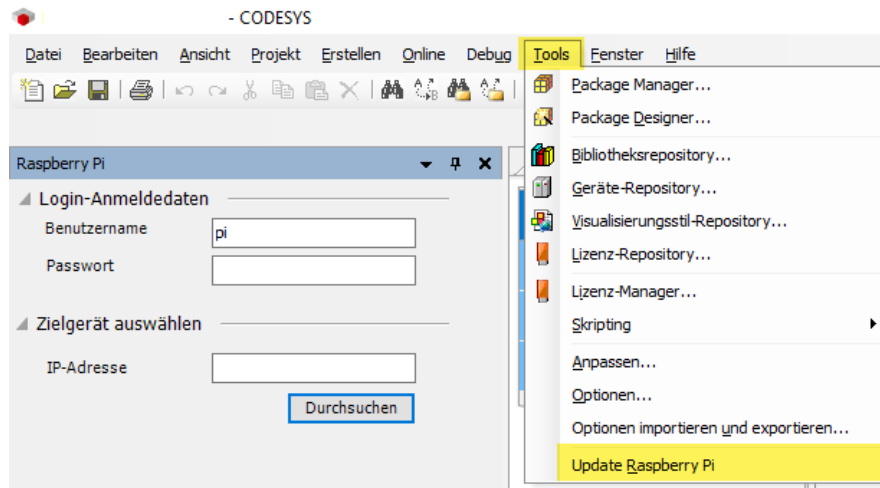 - CODESYS
Datei Bearbeiten Ansicht Projekt Erstellen Online Debug Tools Fenster Hilfe
Package Manager...
Package Designer...
Bibliotheksrepository...
Geräte-Repository...
Visualisierungsstil-Repository...
Lizenz-Repository...
Lizenz-Manager...
Skripting
Anpassen...
Optionen...
Optionen importieren und exportieren...
Update Raspberry Pi
Raspberry Pi
Login-Anmeldedaten
Benutzername pi
Passwort
Zielgerät auswählen
IP-Adresse
Durchsuchen